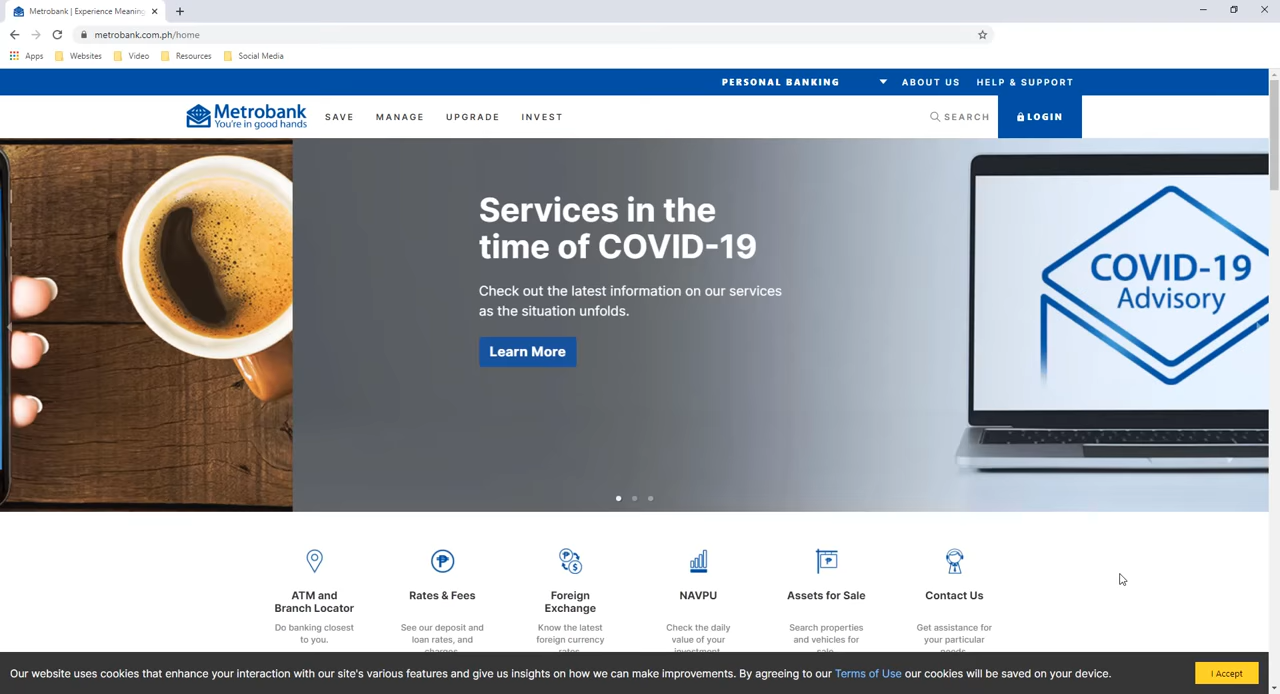 Metrobank | Experience Meaning
metrobank.com.ph/home
Apps Websites Video Resources Social Media
PERSONAL BANKING ABOUT US HELP & SUPPORT
Metrobank
You're in good hands
SAVE MANAGE UPGRADE INVEST SEARCH LOGIN
Services in the
time of COVID-19
Check out the latest information on our services
as the situation unfolds.
Learn More
COVID-19
Advisory
ATM and
Branch Locator
Do banking closest
to you.
Rates & Fees
See our deposit and
loan rates, and
charges
Foreign
Exchange
Know the latest
foreign currency
rates
NAVPU
Check the daily
value of your
investment
Assets for Sale
Search properties
and vehicles for
sale
Contact Us
Get assistance for
your particular
needs
Our website uses cookies that enhance your interaction with our site's various features and give us insights on how we can make improvements. By agreeing to our Terms of Use our cookies will be saved on your device.
I Accept